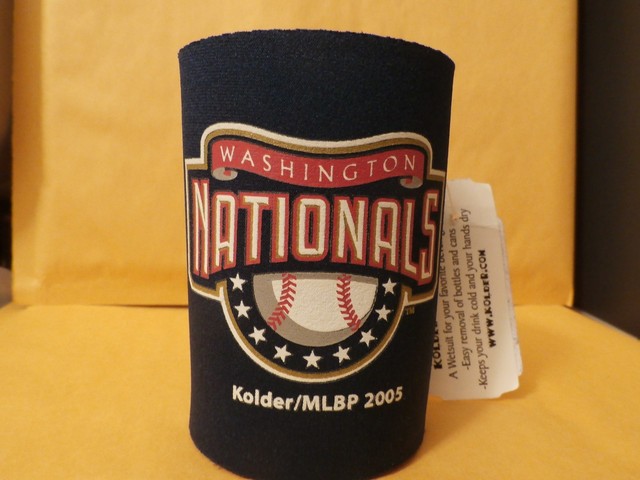 WASHINGTON
NATIONALS
TM
Kolder/MLBP 2005
A Wetsuit for your favorite
-Easy removal of bottles and cans
-Keeps your drink cold and your hands dry
WWW.KOLDER.COM